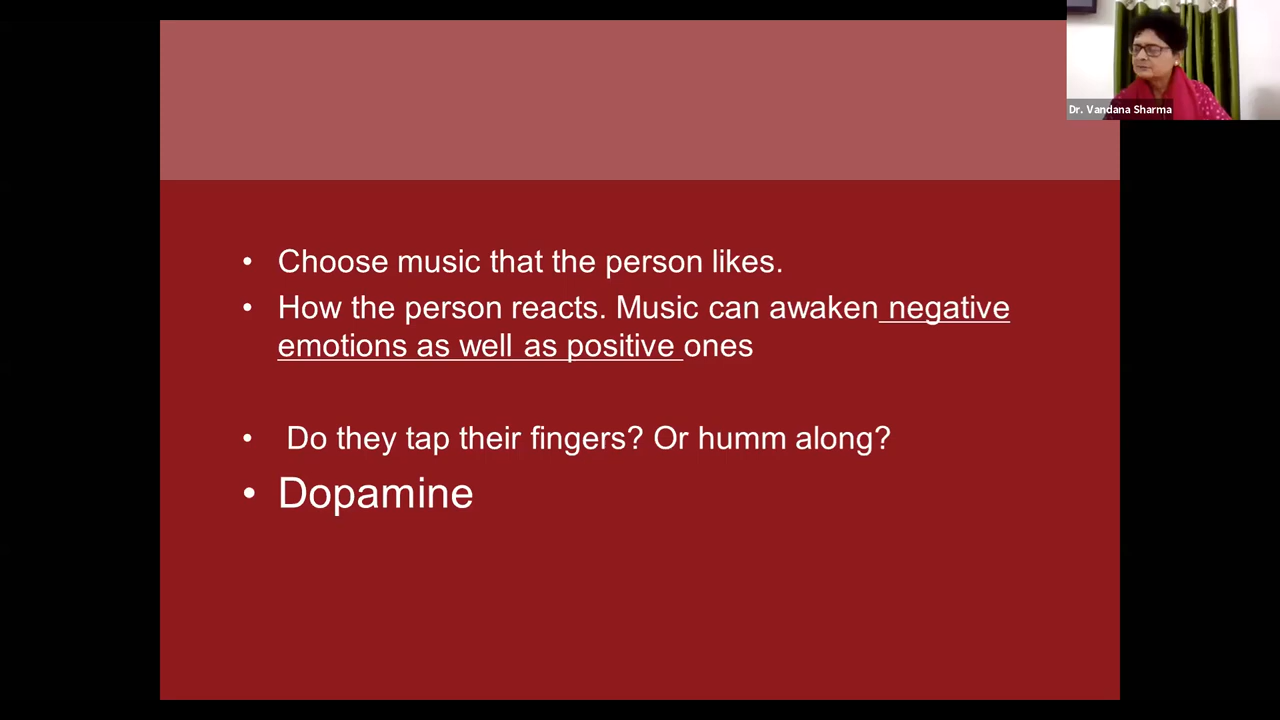 Dr. Vandana Sharma
• Choose music that the person likes.
• How the person reacts. Music can awaken negative
emotions as well as positive ones
• Do they tap their fingers? Or humm along?
• Dopamine